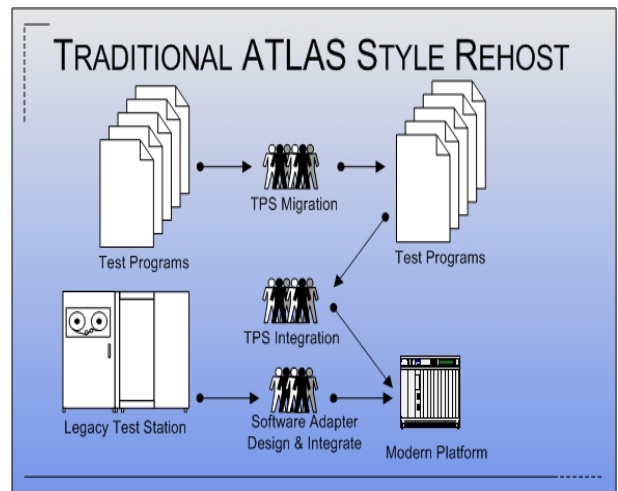 TRADITIONAL ATLAS STYLE REHOST
TPS Migration
Test Programs
Test Programs
TPS Integration
Legacy Test Station
Software Adapter
Design & Integrate
Modern Platform